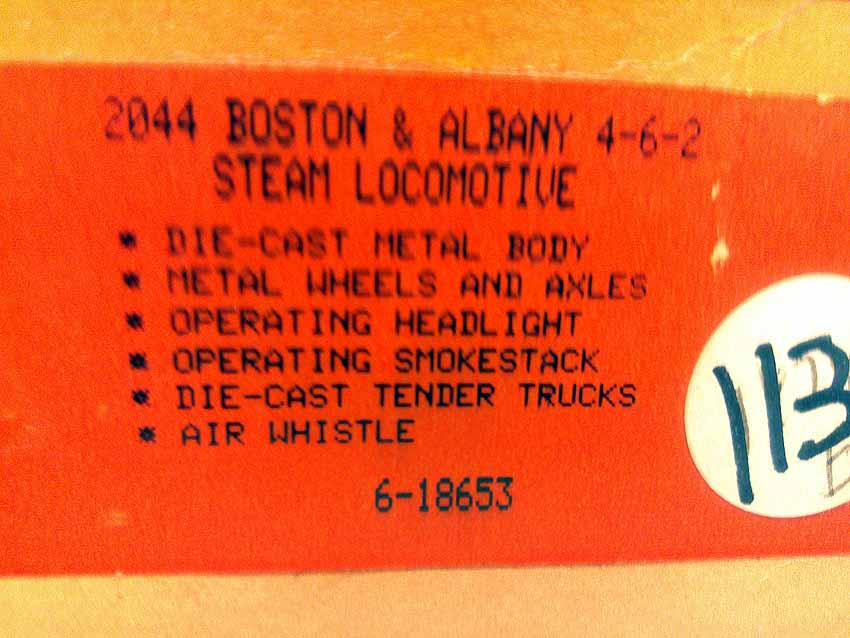 2044 BOSTON & ALBANY 4-6-2
STEAM LOCOMOTIVE
* DIE-CAST METAL BODY
* METAL WHEELS AND AXLES
* OPERATING HEADLIGHT
* OPERATING SMOKESTACK
* DIE-CAST TENDER TRUCKS
* AIR WHISTLE
6-18653
113